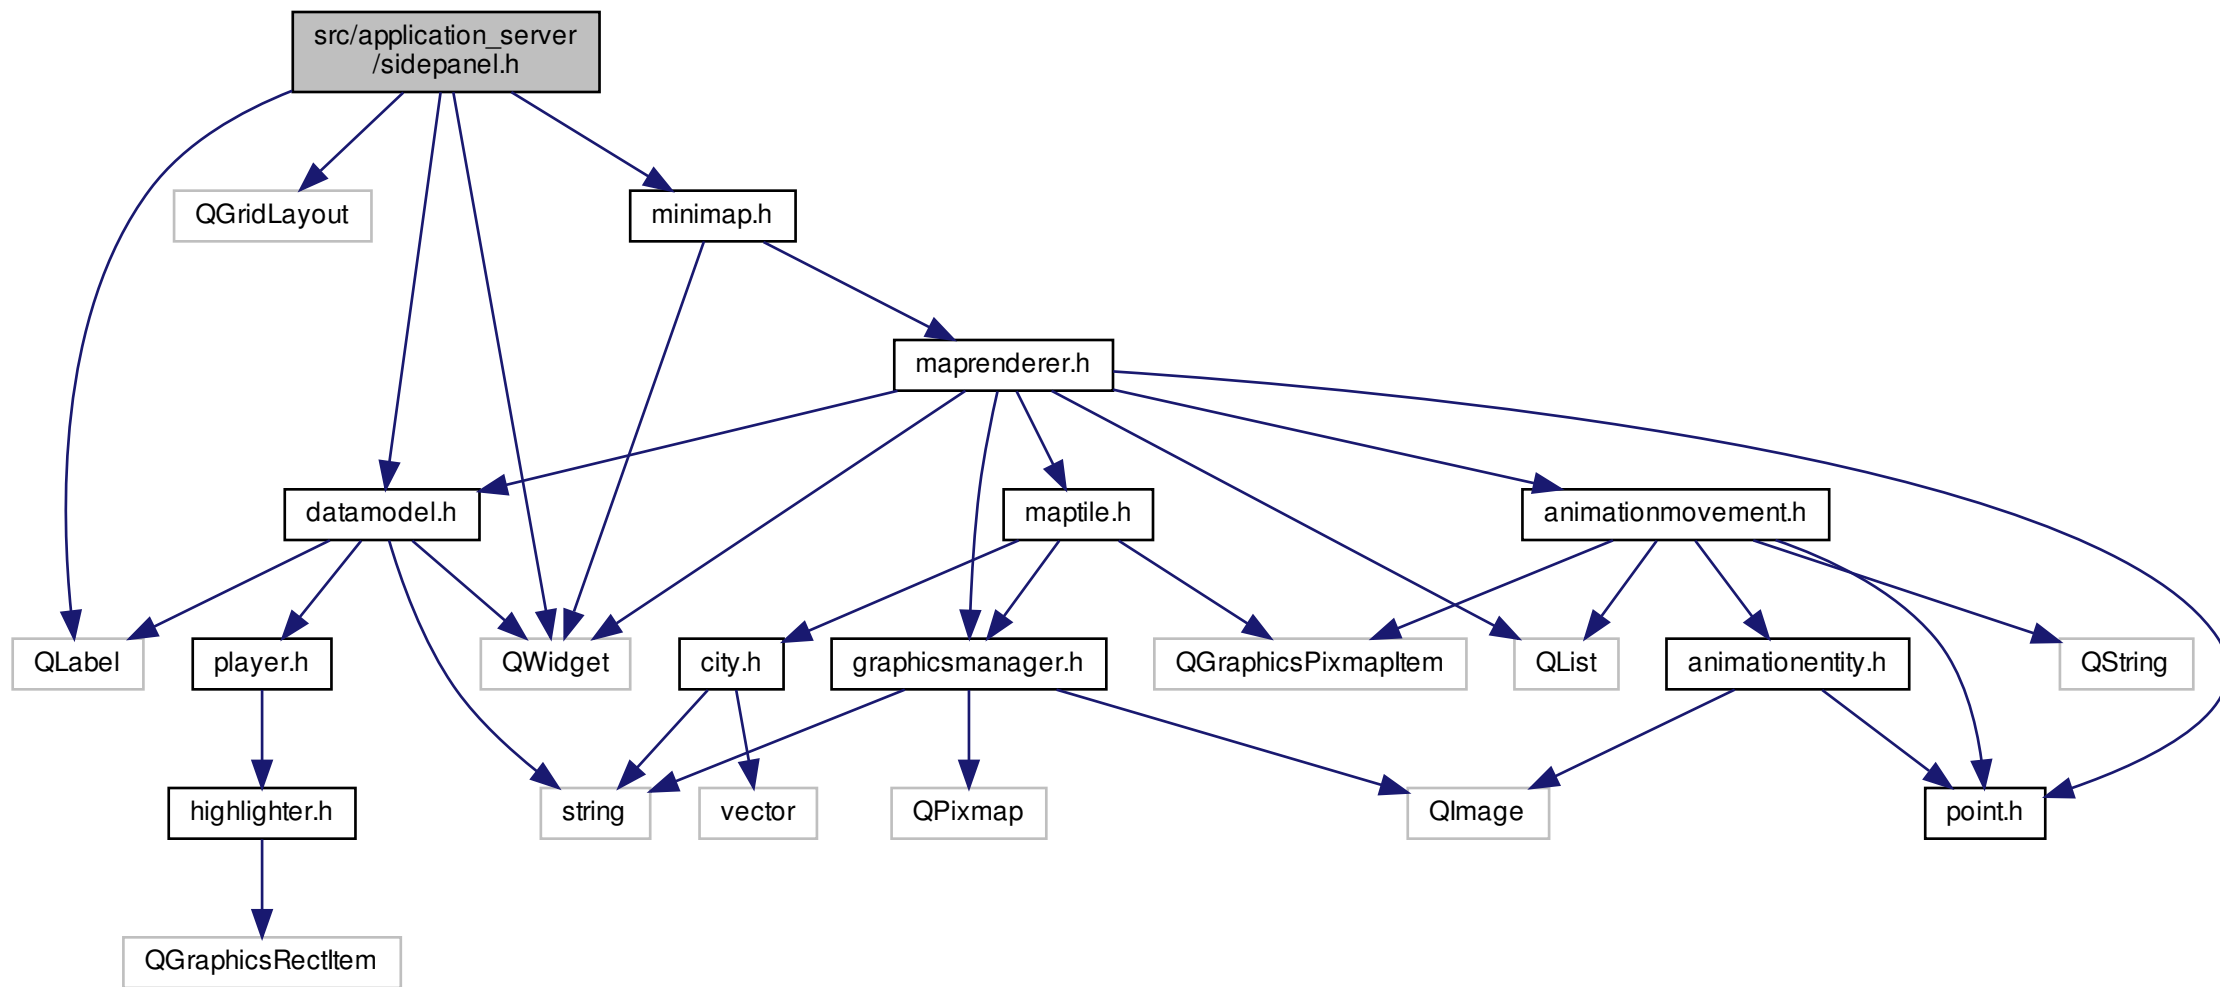 src/application_server
/sidepanel.h
QGridLayout
minimap.h
maprenderer.h
datamodel.h
maptile.h
animationmovement.h
QLabel
player.h
QWidget
city.h
graphicsmanager.h
QGraphicsPixmapItem
QList
animationentity.h
QString
highlighter.h
string
vector
QPixmap
QImage
point.h
QGraphicsRectItem